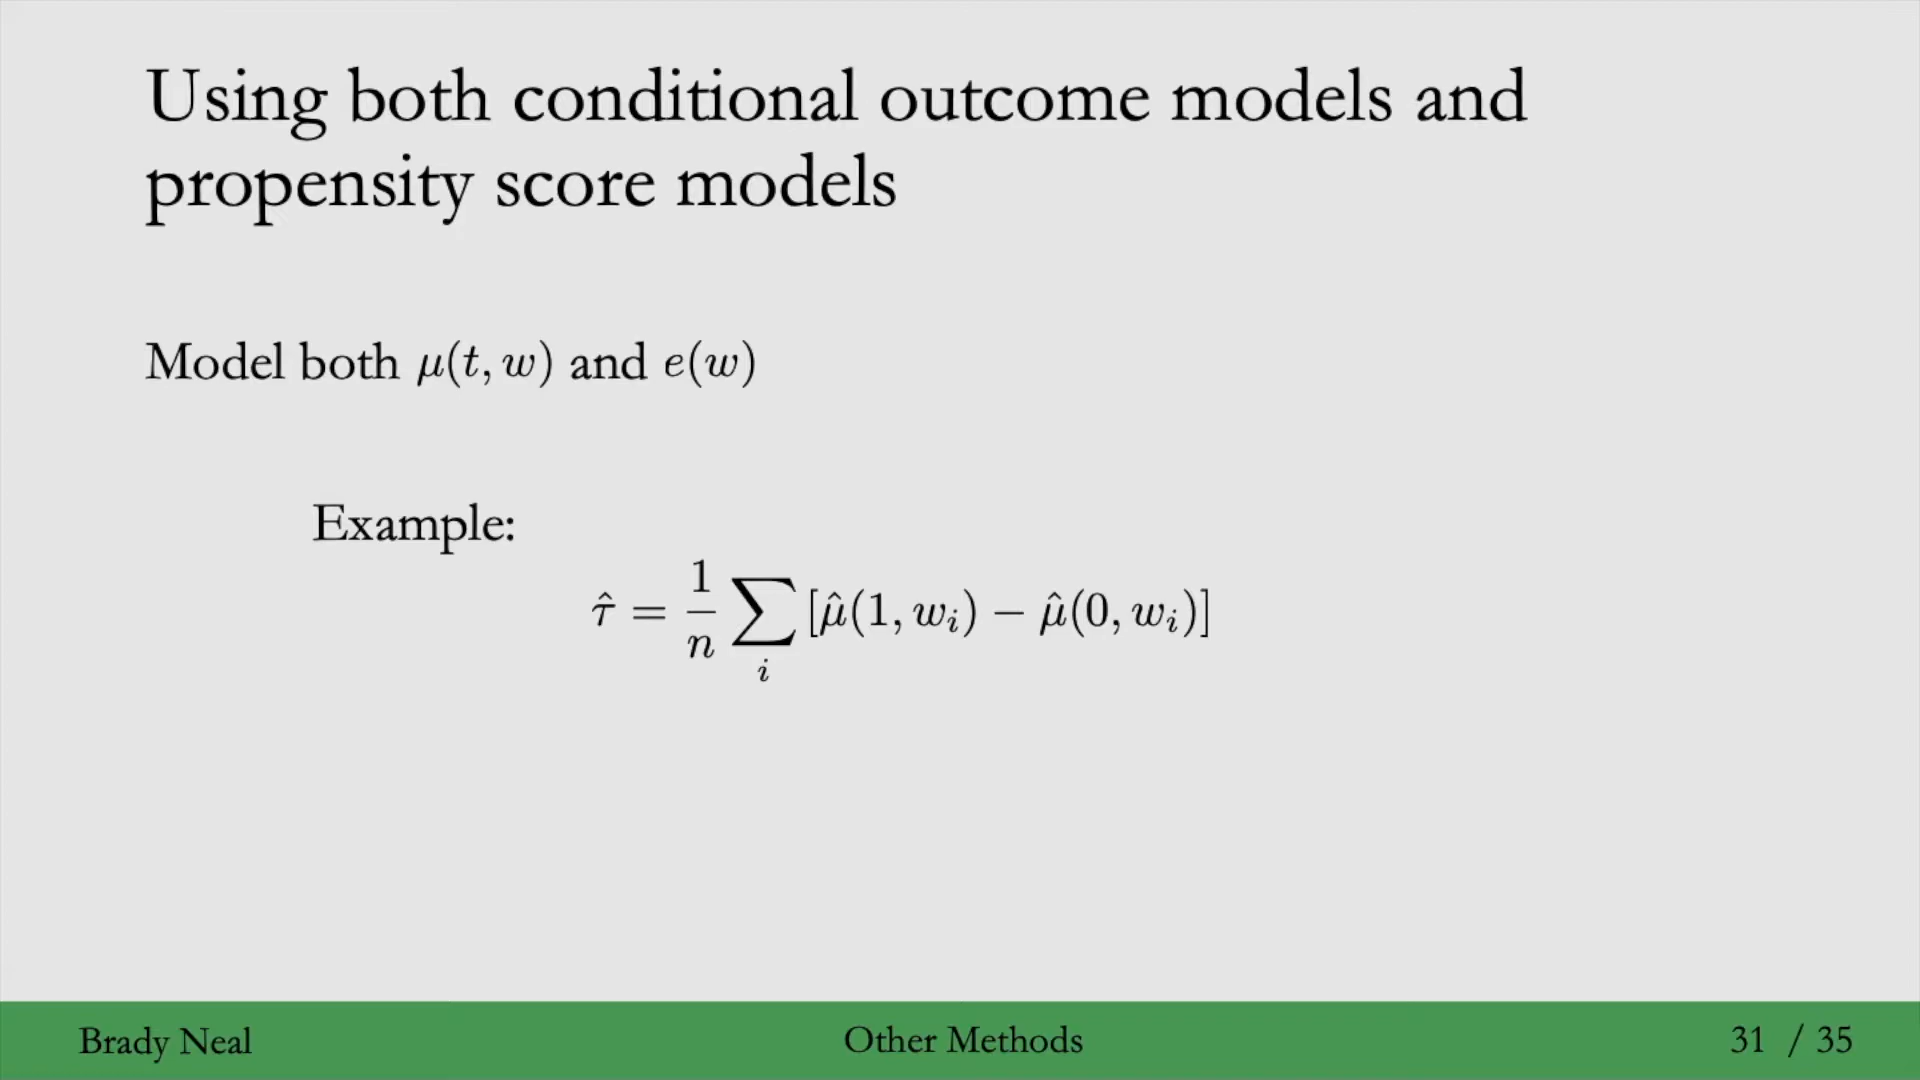 Using both conditional outcome models and
propensity score models
Model both μ(t, w) and e(w)
Example:
τ̂ = 1/n ∑_i [μ̂(1, w_i) − μ̂(0, w_i)]
Brady Neal Other Methods 31 / 35